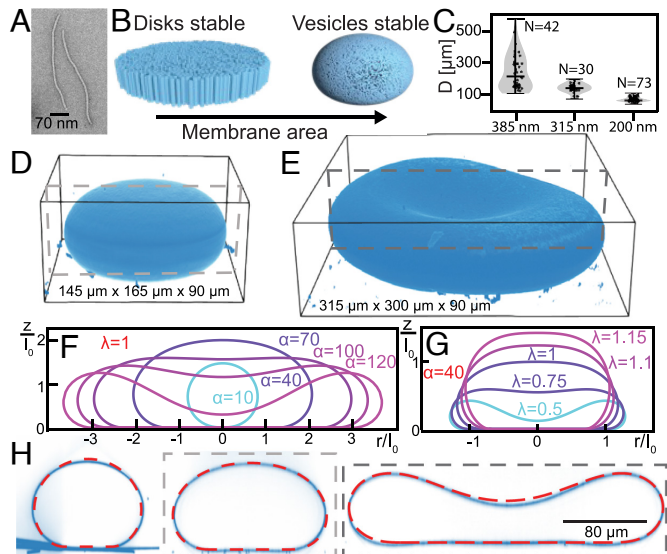 A
70 nm
B Disks stable
Vesicles stable
Membrane area
C
D [µm]
500
300
100
N=42
N=30
N=73
385 nm 315 nm 200 nm
D
145 µm x 165 µm x 90 µm
E
315 µm x 300 µm x 90 µm
F
z/l₀
2
1
0
λ=1
α=70
α=100
α=120
α=40
α=10
-3 -2 -1 0 1 2 3 r/l₀
G
z/l₀
1
0
α=40
λ=1.15
λ=1
λ=1.1
λ=0.75
λ=0.5
-1 0 1 r/l₀
H
80 µm